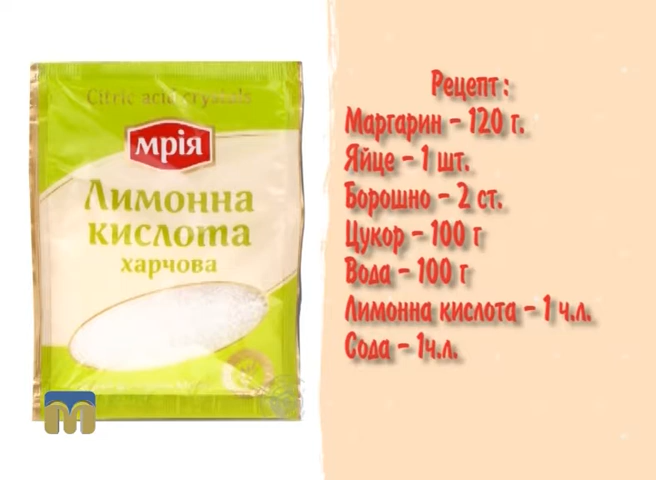 Citric acid crystals
мрія
Лимонна
кислота
харчова
Рецепт:
Маргарин - 120 г.
Яйце - 1 шт.
Борошно - 2 ст.
Цукор - 100 г
Вода - 100 г
Лимонна кислота - 1 ч.л.
Сода - 1ч.л.